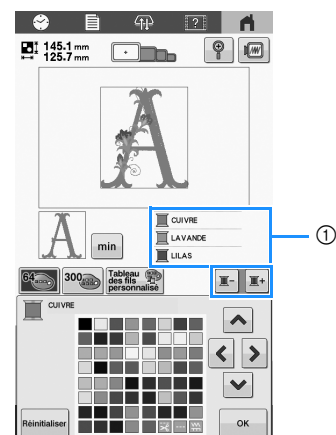 ?
145.1 mm
125.7 mm
CUIVRE
LAVANDE
LILAS
①
min
64
300
Tableau
des fils
personnalisé
- +
CUIVRE
Réinitialiser
OK